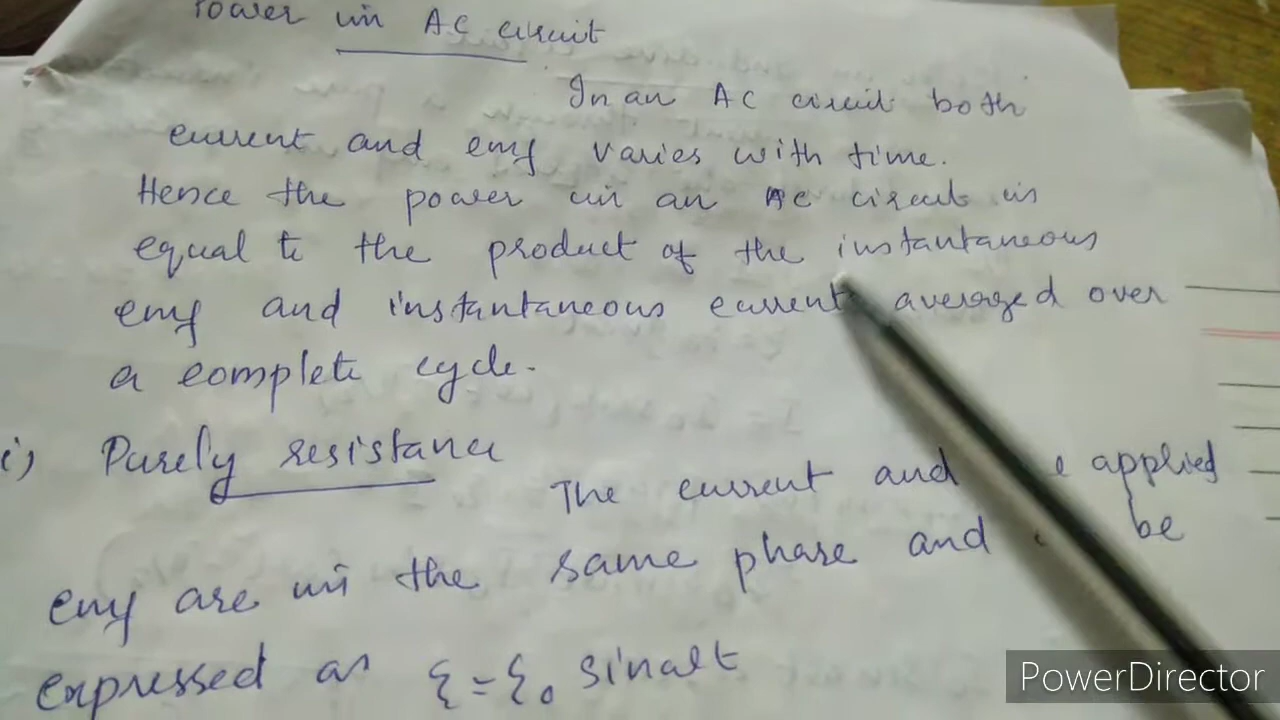 Power in AC circuit
In an AC circuit both
current and emf varies with time.
Hence the power in an AC circuit is
equal to the product of the instantaneous
emf and instantaneous current averaged over
a complete cycle.
i) Purely resistance
The current and applied
emf are in the same phase and be
expressed as ξ = ξ₀ sinωt
PowerDirector